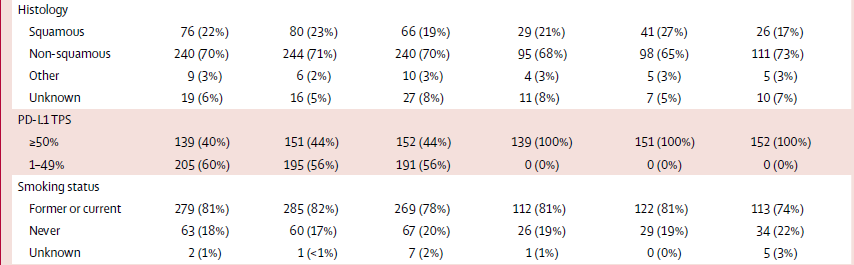 Histology
Squamous 76 (22%) 80 (23%) 66 (19%) 29 (21%) 41 (27%) 26 (17%)
Non-squamous 240 (70%) 244 (71%) 240 (70%) 95 (68%) 98 (65%) 111 (73%)
Other 9 (3%) 6 (2%) 10 (3%) 4 (3%) 5 (3%) 5 (3%)
Unknown 19 (6%) 16 (5%) 27 (8%) 11 (8%) 7 (5%) 10 (7%)
PD-L1 TPS
≥50% 139 (40%) 151 (44%) 152 (44%) 139 (100%) 151 (100%) 152 (100%)
1–49% 205 (60%) 195 (56%) 191 (56%) 0 (0%) 0 (0%) 0 (0%)
Smoking status
Former or current 279 (81%) 285 (82%) 269 (78%) 112 (81%) 122 (81%) 113 (74%)
Never 63 (18%) 60 (17%) 67 (20%) 26 (19%) 29 (19%) 34 (22%)
Unknown 2 (1%) 1 (<1%) 7 (2%) 1 (1%) 0 (0%) 5 (3%)